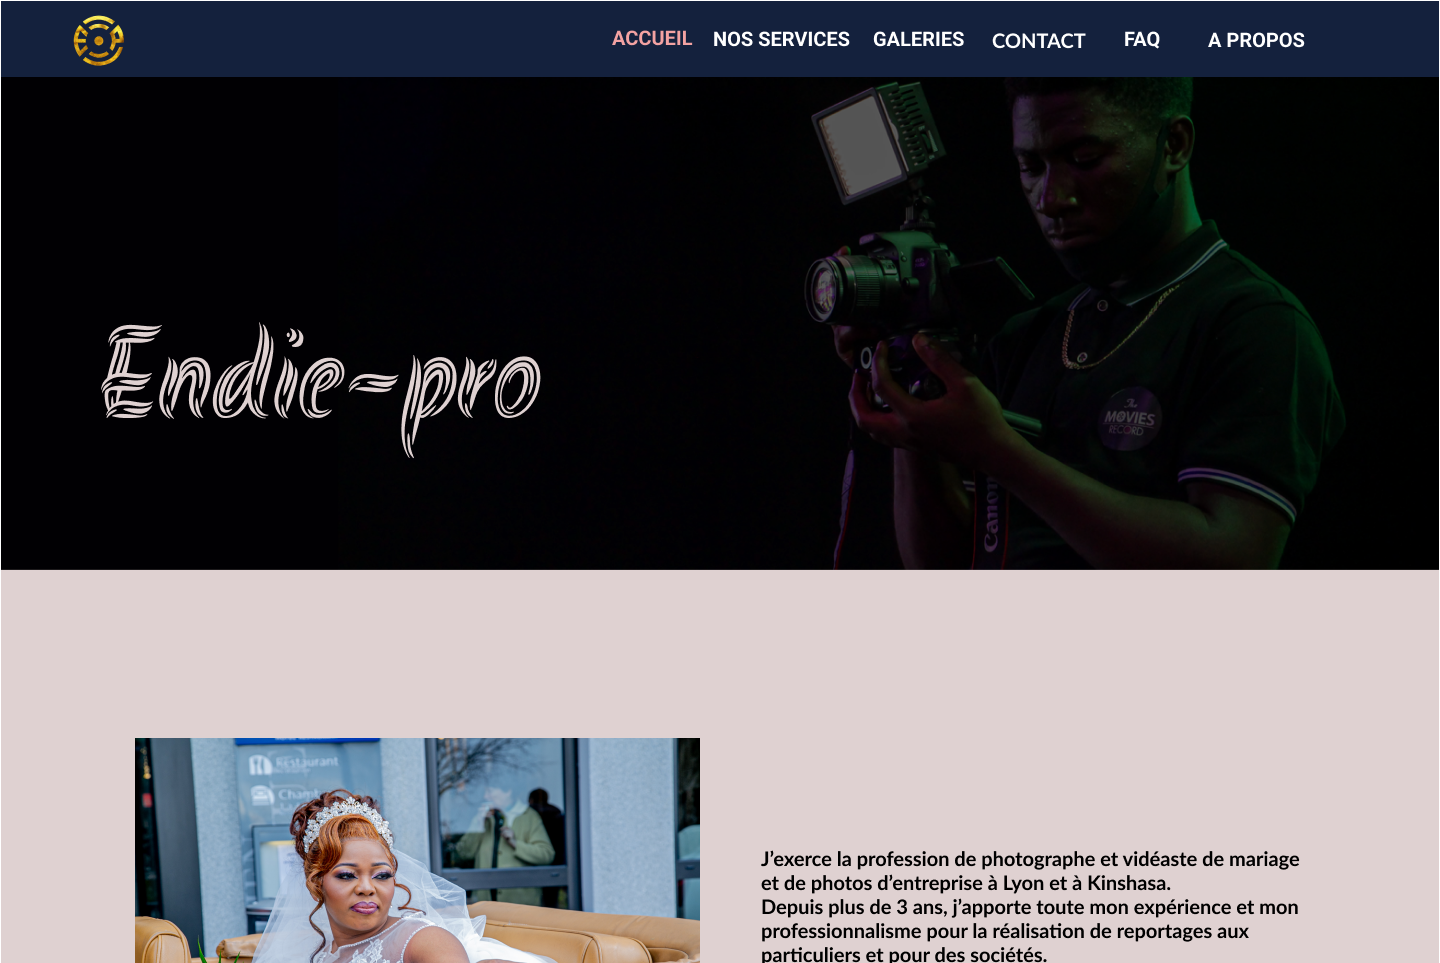 ACCUEIL NOS SERVICES GALERIES CONTACT FAQ A PROPOS
Endie-pro
The
MOVIES
RECORD
Canon
Restaurant
J’exerce la profession de photographe et vidéaste de mariage
et de photos d’entreprise à Lyon et à Kinshasa.
Depuis plus de 3 ans, j’apporte toute mon expérience et mon
professionnalisme pour la réalisation de reportages aux
particuliers et pour des sociétés.